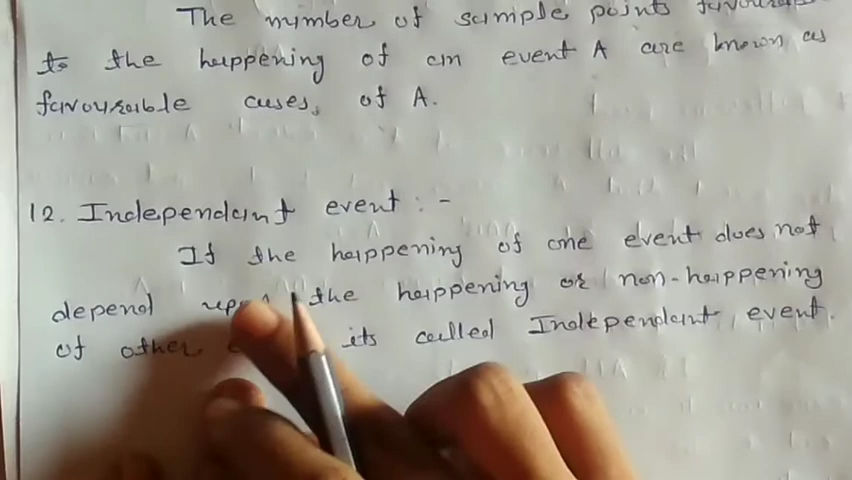 The number of sample points
to the happening of an event A are known as
favourable cases, of A.
12. Independant event : -
If the happening of one event does not
depend the happening or non-happening
of other its called Independant event.